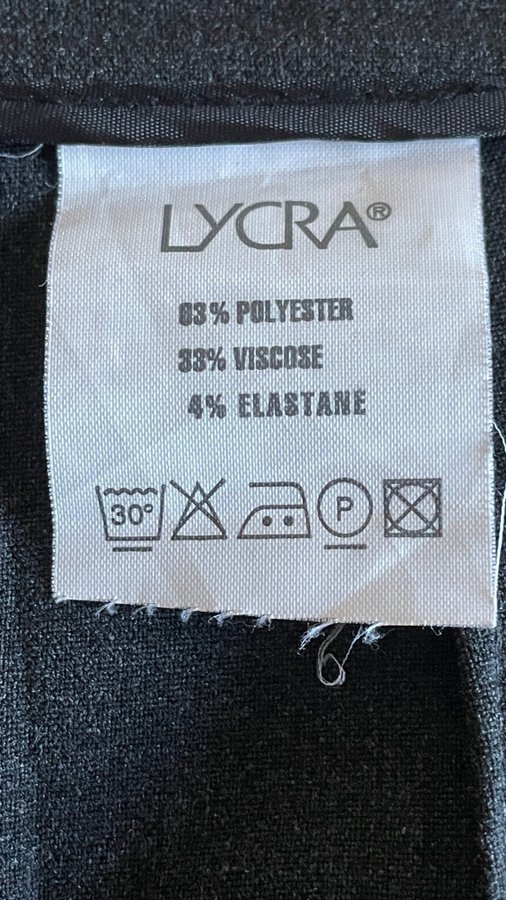 LYCRA®
63% POLYESTER
33% VISCOSE
4% ELASTANE
30° P